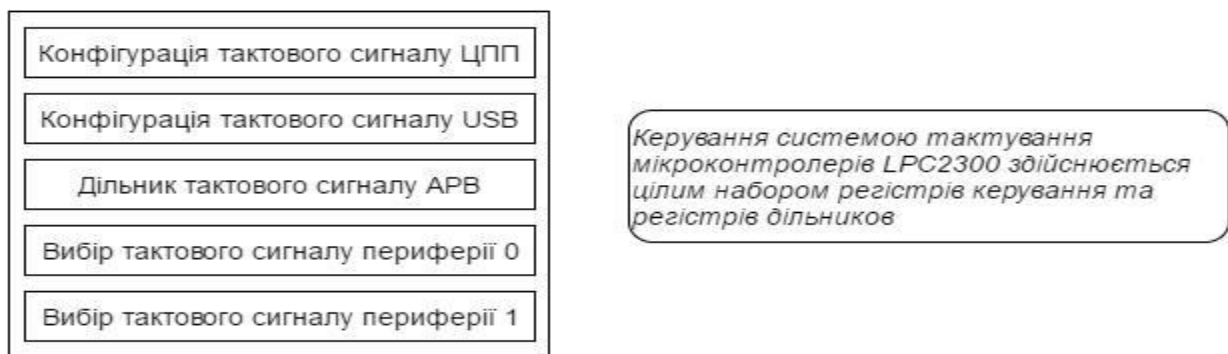 Конфігурація тактового сигналу ЦПП
Конфігурація тактового сигналу USB
Дільник тактового сигналу APB
Вибір тактового сигналу периферії 0
Вибір тактового сигналу периферії 1
Керування системою тактування
мікроконтролерів LPC2300 здійснюється
цілим набором регістрів керування та
регістрів дільников